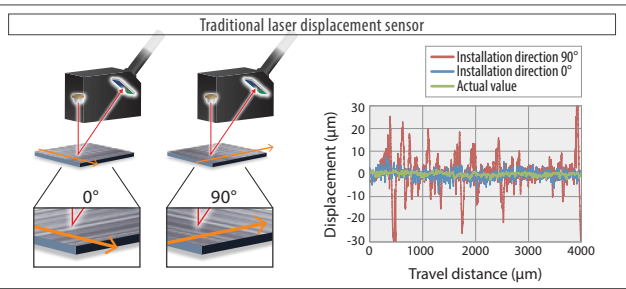 Traditional laser displacement sensor
0°
90°
Installation direction 90°
Installation direction 0°
Actual value
Displacement (µm)
30
20
10
0
-10
-20
-30
0
1000
2000
3000
4000
Travel distance (µm)